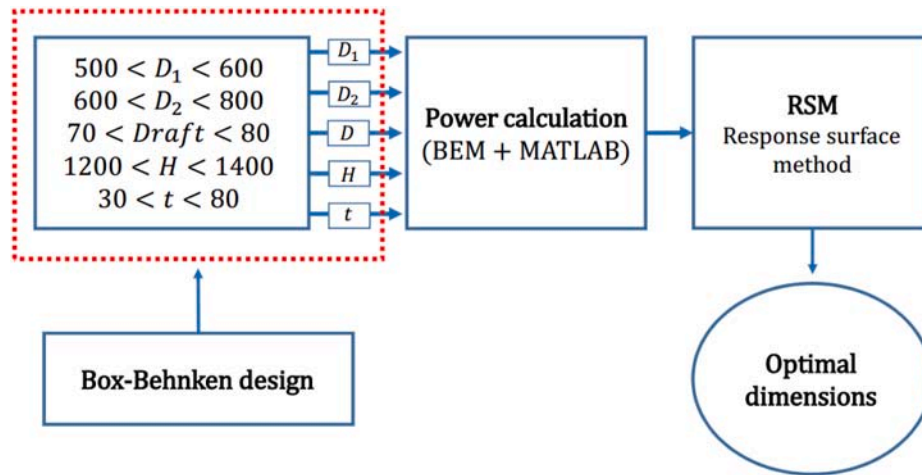 500 < D₁ < 600
600 < D₂ < 800
70 < Draft < 80
1200 < H < 1400
30 < t < 80
D₁
D₂
D
H
t
Power calculation
(BEM + MATLAB)
RSM
Response surface
method
Box-Behnken design
Optimal
dimensions